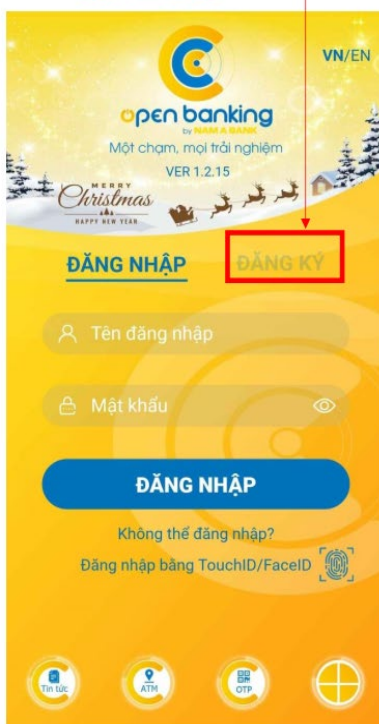 VN/EN
open banking
by NAM A BANK
Một chạm, mọi trải nghiệm
VER 1.2.15
MERRY
Christmas
HAPPY NEW YEAR
ĐĂNG NHẬP
ĐĂNG KÝ
Tên đăng nhập
Mật khẩu
ĐĂNG NHẬP
Không thể đăng nhập?
Đăng nhập bằng TouchID/FaceID
Tin tức
ATM
OTP